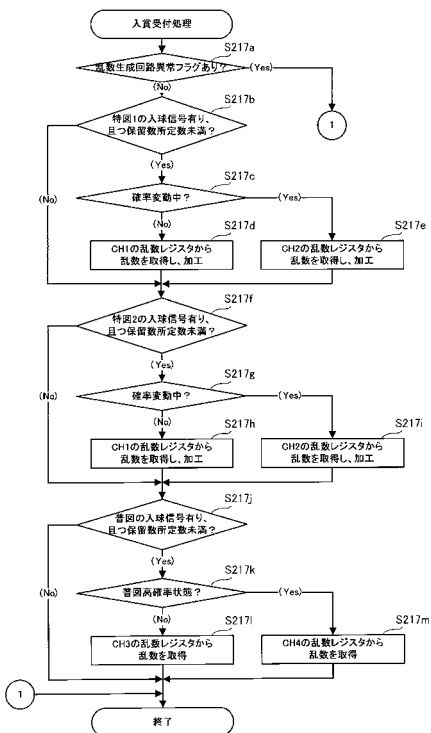 入賞受付処理
S217a
乱数生成回路異常フラグあり？
(Yes)
(No)
1
S217b
特図1の入球信号有り、
且つ保留数所定数未満？
(Yes)
(No)
S217c
確率変動中？
(Yes)
(No)
S217d
CH1の乱数レジスタから
乱数を取得し、加工
S217e
CH2の乱数レジスタから
乱数を取得し、加工
S217f
特図2の入球信号有り、
且つ保留数所定数未満？
(Yes)
(No)
S217g
確率変動中？
(Yes)
(No)
S217h
CH1の乱数レジスタから
乱数を取得し、加工
S217i
CH2の乱数レジスタから
乱数を取得し、加工
S217j
普図の入球信号有り、
且つ保留数所定数未満？
(Yes)
(No)
S217k
普図高確率状態？
(Yes)
(No)
S217l
CH3の乱数レジスタから
乱数を取得
S217m
CH4の乱数レジスタから
乱数を取得
1
終了